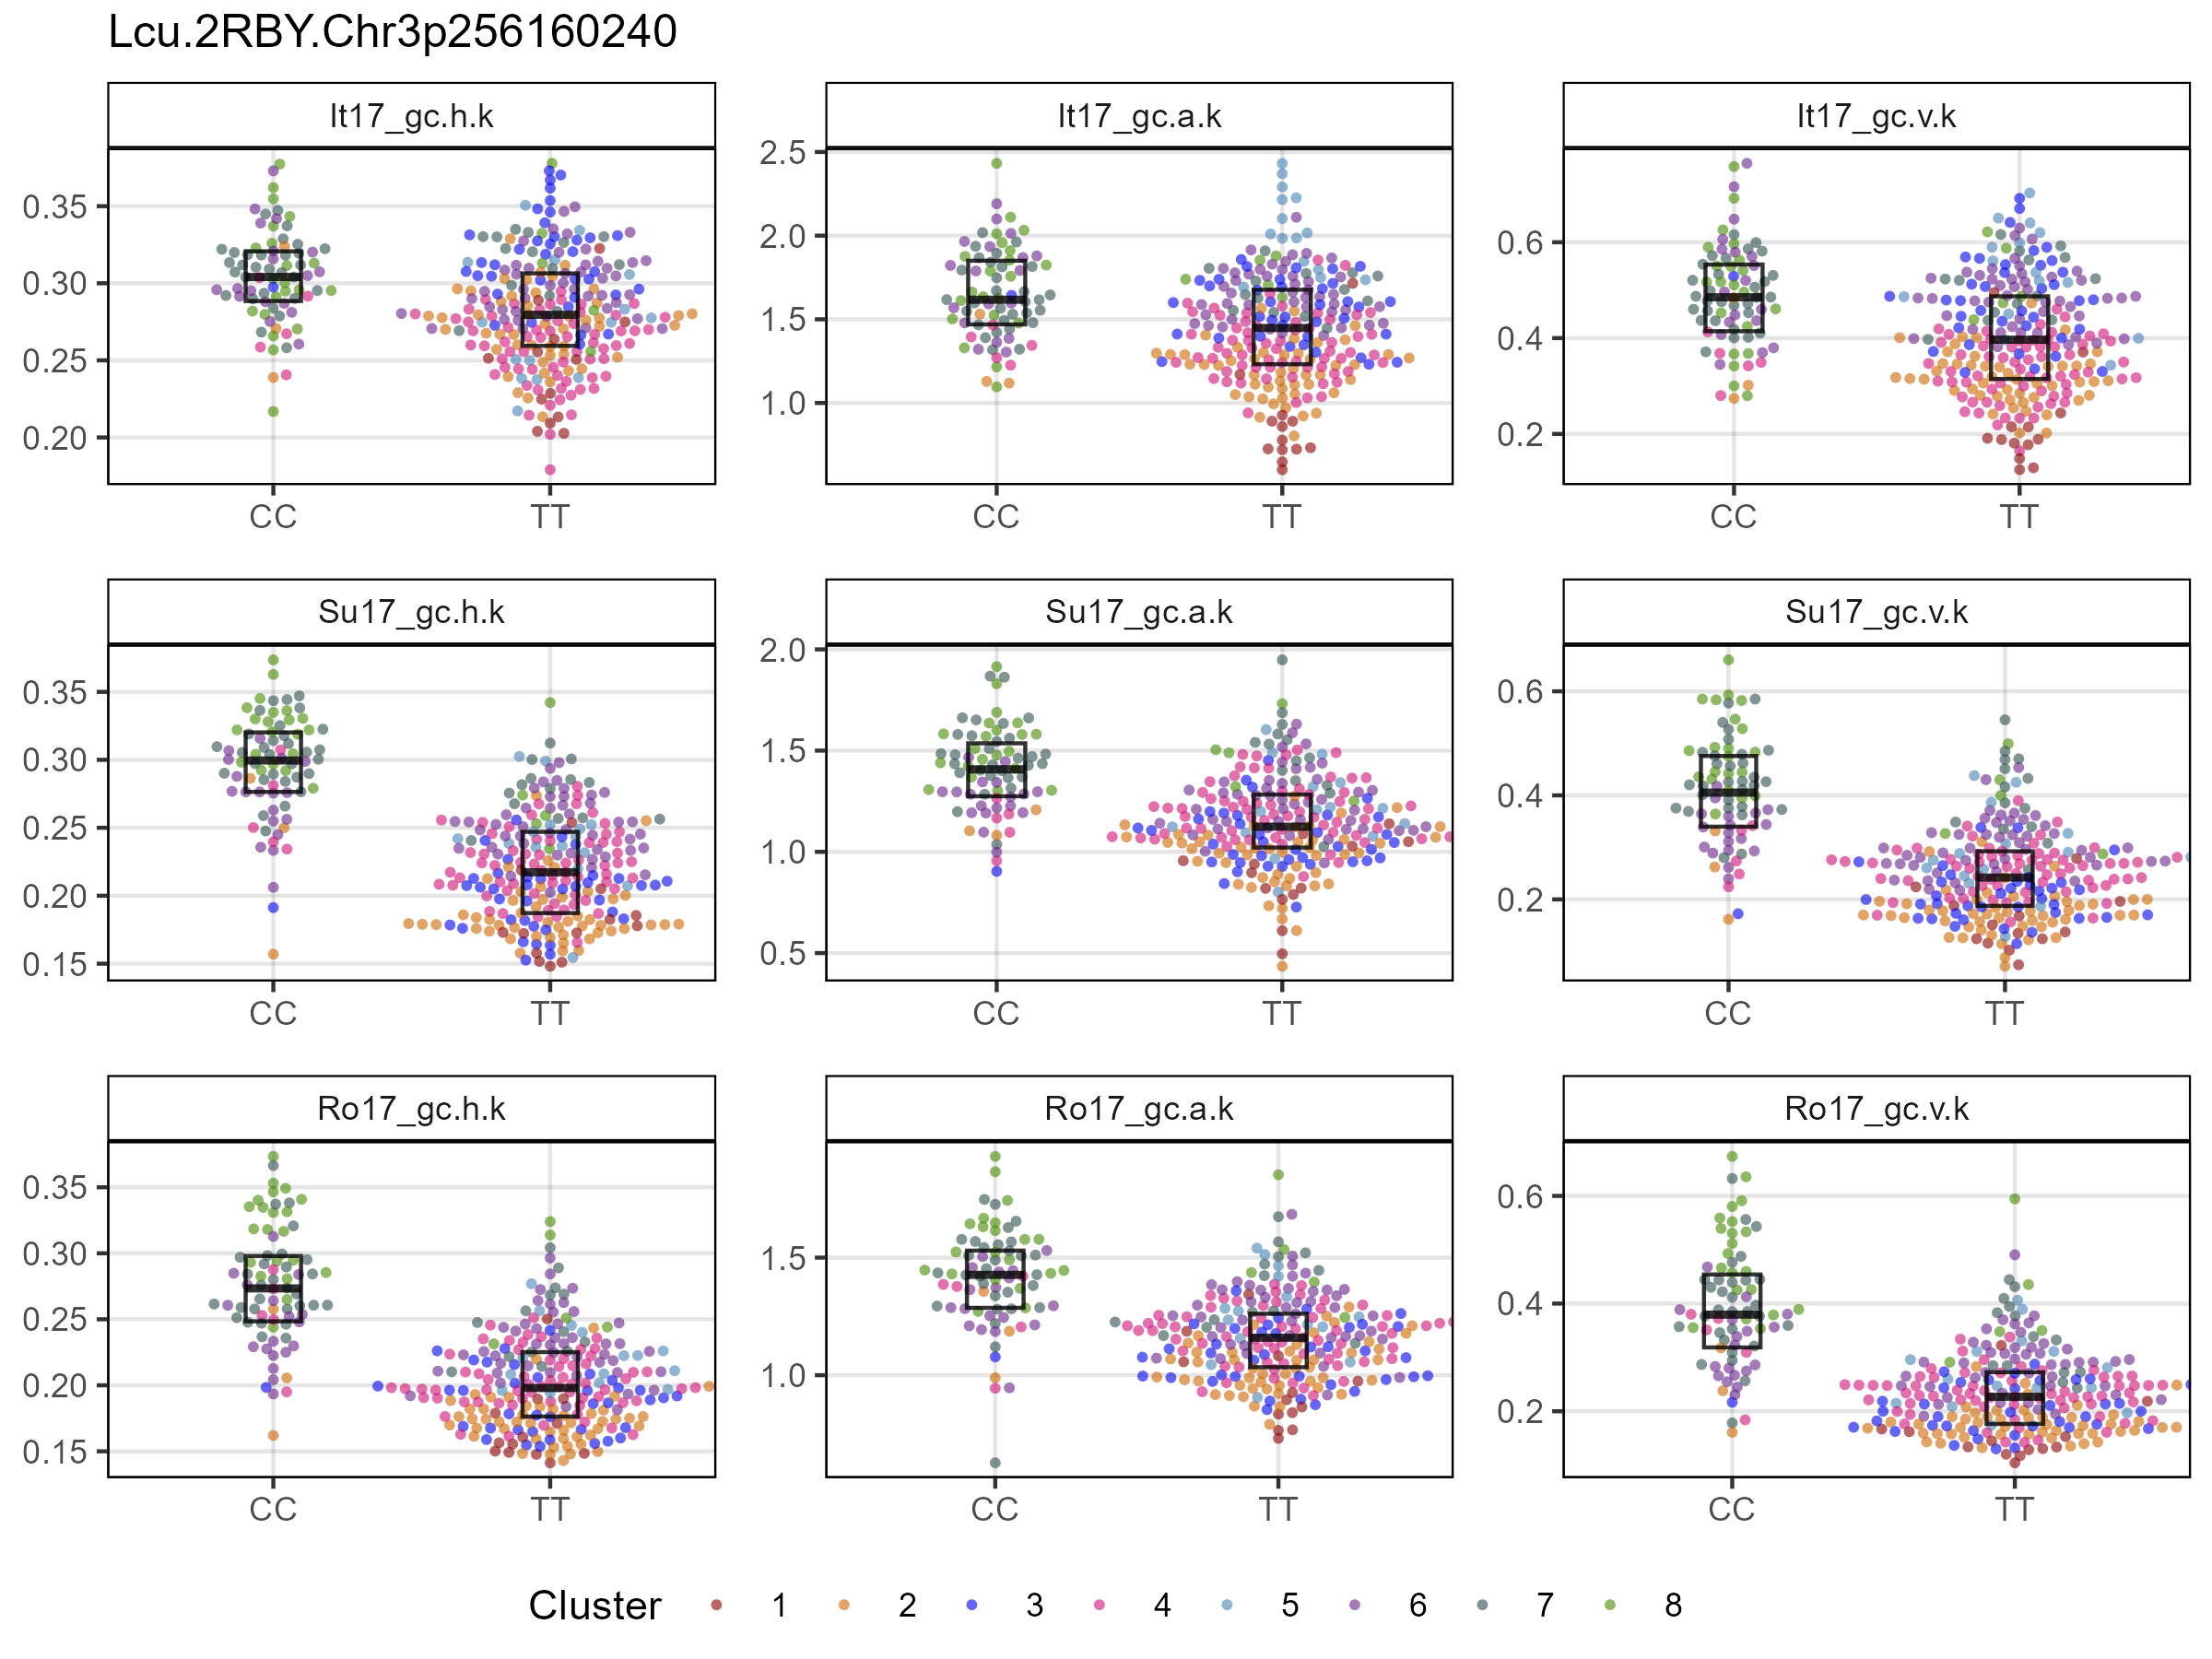 Lcu.2RBY.Chr3p256160240
It17_gc.h.k
It17_gc.a.k
It17_gc.v.k
0.35
0.30
0.25
0.20
CC
TT
2.5
2.0
1.5
1.0
CC
TT
0.6
0.4
0.2
CC
TT
Su17_gc.h.k
Su17_gc.a.k
Su17_gc.v.k
0.35
0.30
0.25
0.20
0.15
CC
TT
2.0
1.5
1.0
0.5
CC
TT
0.6
0.4
0.2
CC
TT
Ro17_gc.h.k
Ro17_gc.a.k
Ro17_gc.v.k
0.35
0.30
0.25
0.20
0.15
CC
TT
1.5
1.0
CC
TT
0.6
0.4
0.2
CC
TT
Cluster 1 2 3 4 5 6 7 8